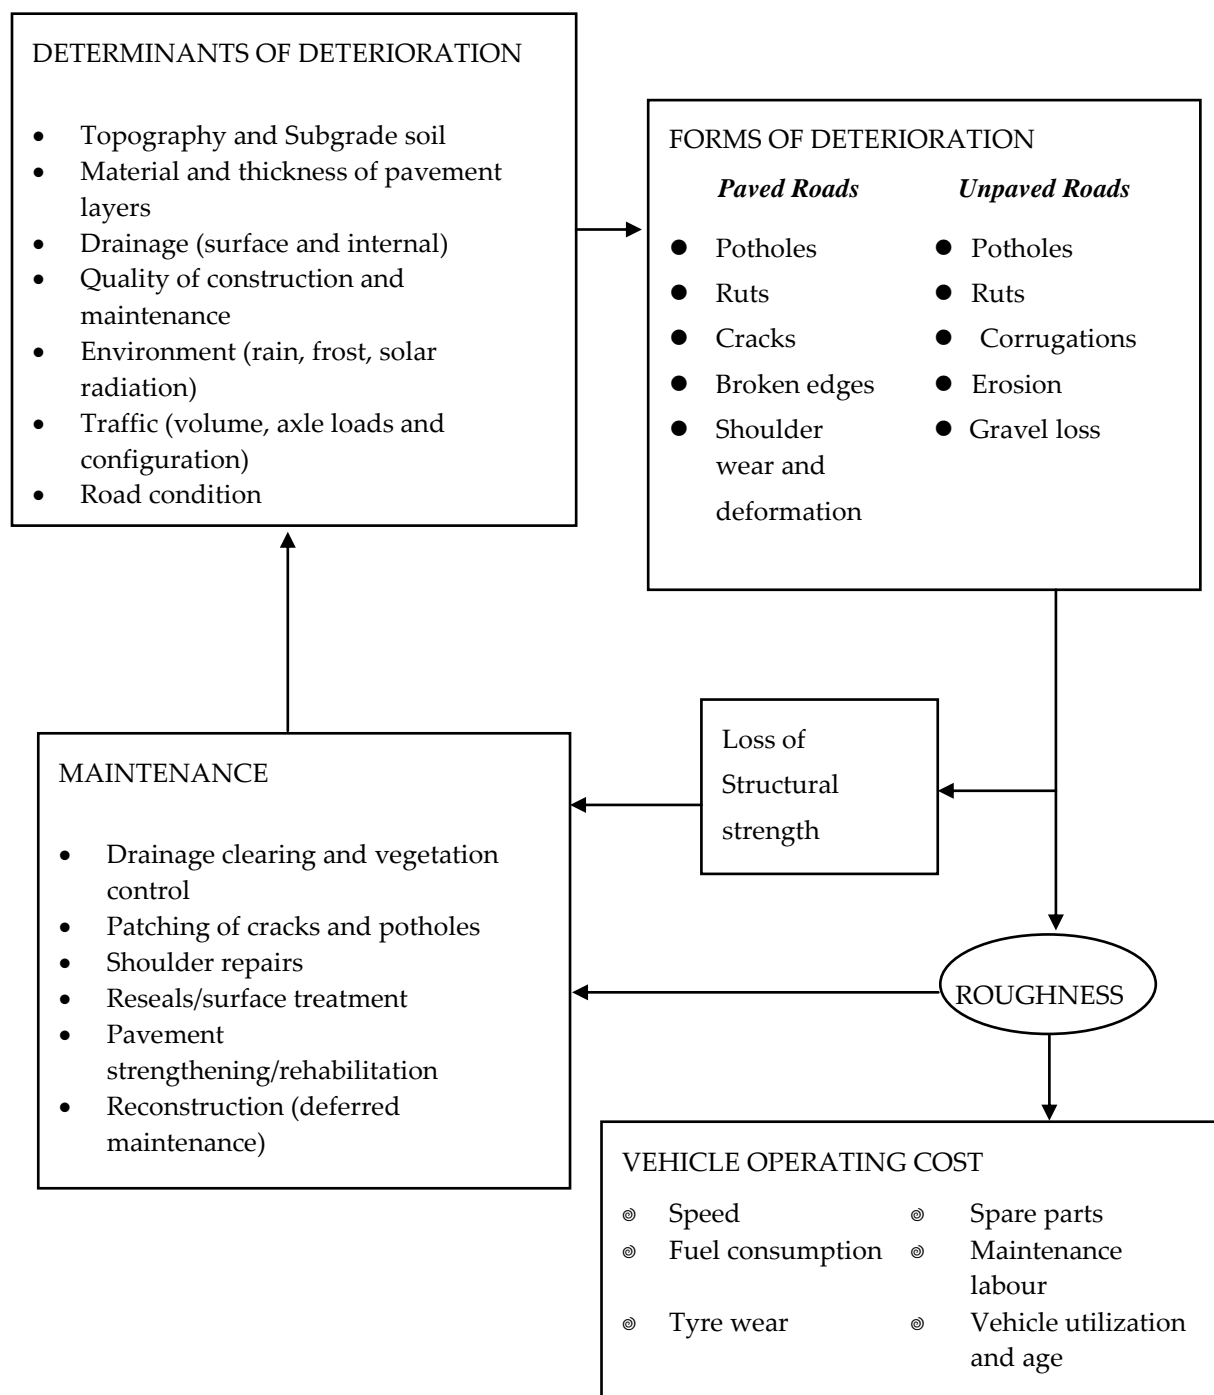 DETERMINANTS OF DETERIORATION
• Topography and Subgrade soil
• Material and thickness of pavement
layers
• Drainage (surface and internal)
• Quality of construction and
maintenance
• Environment (rain, frost, solar
radiation)
• Traffic (volume, axle loads and
configuration)
• Road condition
FORMS OF DETERIORATION
Paved Roads
● Potholes
● Ruts
● Cracks
● Broken edges
● Shoulder
wear and
deformation
Unpaved Roads
● Potholes
● Ruts
● Corrugations
● Erosion
● Gravel loss
Loss of
Structural
strength
MAINTENANCE
• Drainage clearing and vegetation
control
• Patching of cracks and potholes
• Shoulder repairs
• Reseals/surface treatment
• Pavement
strengthening/rehabilitation
• Reconstruction (deferred
maintenance)
ROUGHNESS
VEHICLE OPERATING COST
Speed
Fuel consumption
Tyre wear
Spare parts
Maintenance
labour
Vehicle utilization
and age